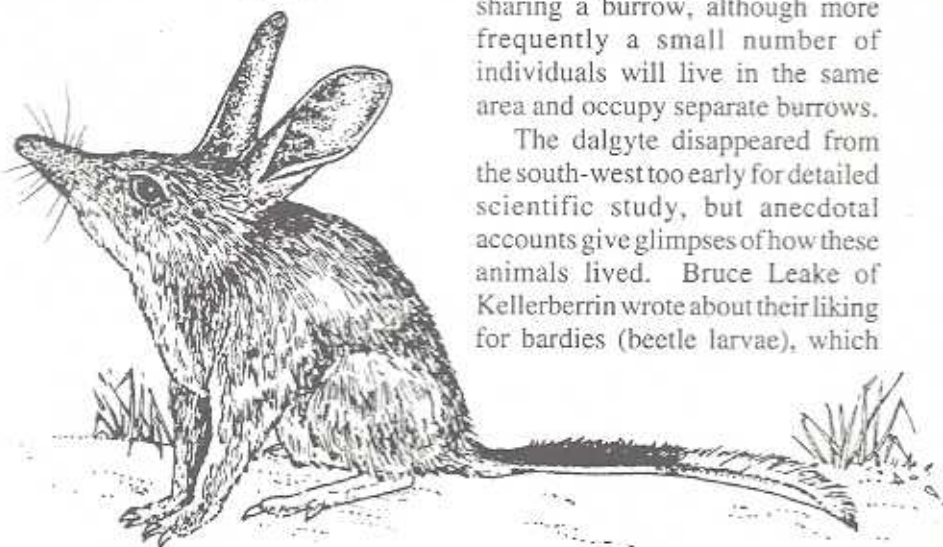 sharing a burrow, although more
frequently a small number of
individuals will live in the same
area and occupy separate burrows.
The dalgyte disappeared from
the south-west too early for detailed
scientific study, but anecdotal
accounts give glimpses of how these
animals lived. Bruce Leake of
Kellerberrin wrote about their liking
for bardies (beetle larvae), which